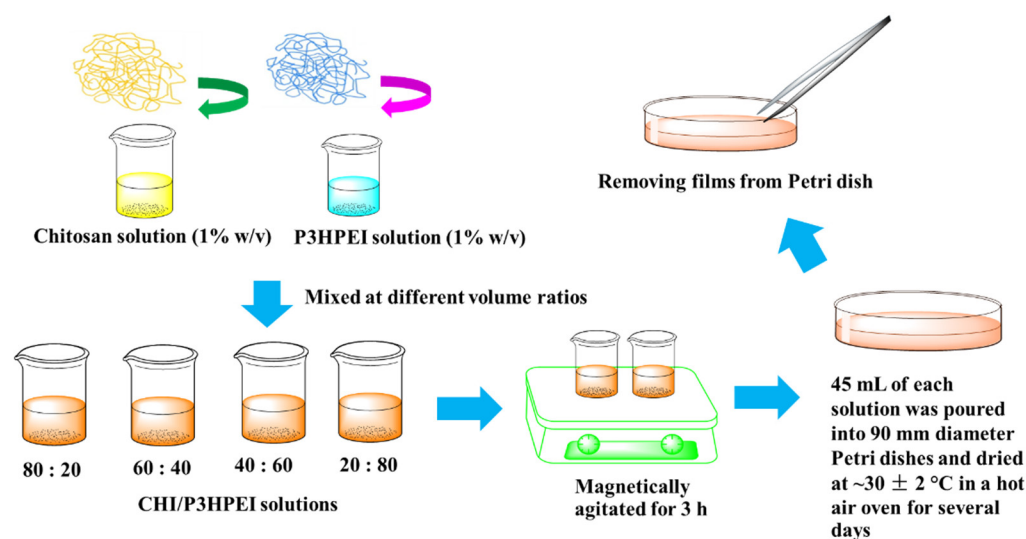 Chitosan solution (1% w/v)
P3HPEI solution (1% w/v)
Removing films from Petri dish
Mixed at different volume ratios
80 : 20
60 : 40
40 : 60
20 : 80
CHI/P3HPEI solutions
Magnetically
agitated for 3 h
45 mL of each
solution was poured
into 90 mm diameter
Petri dishes and dried
at ~30 ± 2 °C in a hot
air oven for several
days